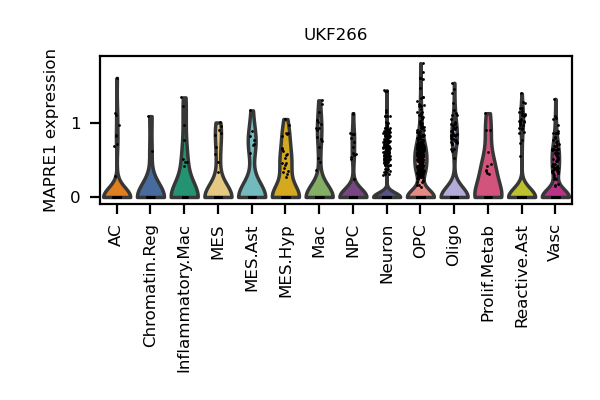 UKF266
MAPRE1 expression
1
0
AC
Chromatin.Reg
Inflammatory.Mac
MES
MES.Ast
MES.Hyp
Mac
NPC
Neuron
OPC
Oligo
Prolif.Metab
Reactive.Ast
Vasc